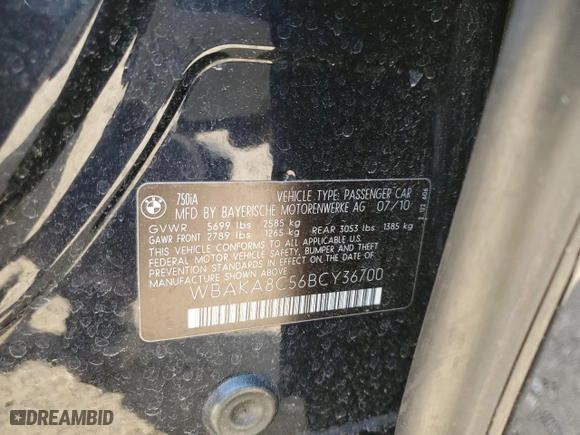 750iA VEHICLE TYPE: PASSENGER CAR
MFD BY BAYERISCHE MOTORENWERKE AG 07/10
GVWR 5699 lbs 2585 kg
GAWR FRONT 2789 lbs 1265 kg REAR 3053 lbs 1385 kg
THIS VEHICLE CONFORMS TO ALL APPLICABLE
FEDERAL MOTOR VEHICLE SAFETY, BUMPER, AND
THEFT PREVENTION STANDARDS IN EFFECT ON THE DATE OF
MANUFACTURE SHOWN ABOVE.
WBAKA8C56BCY36700
DREAMBID